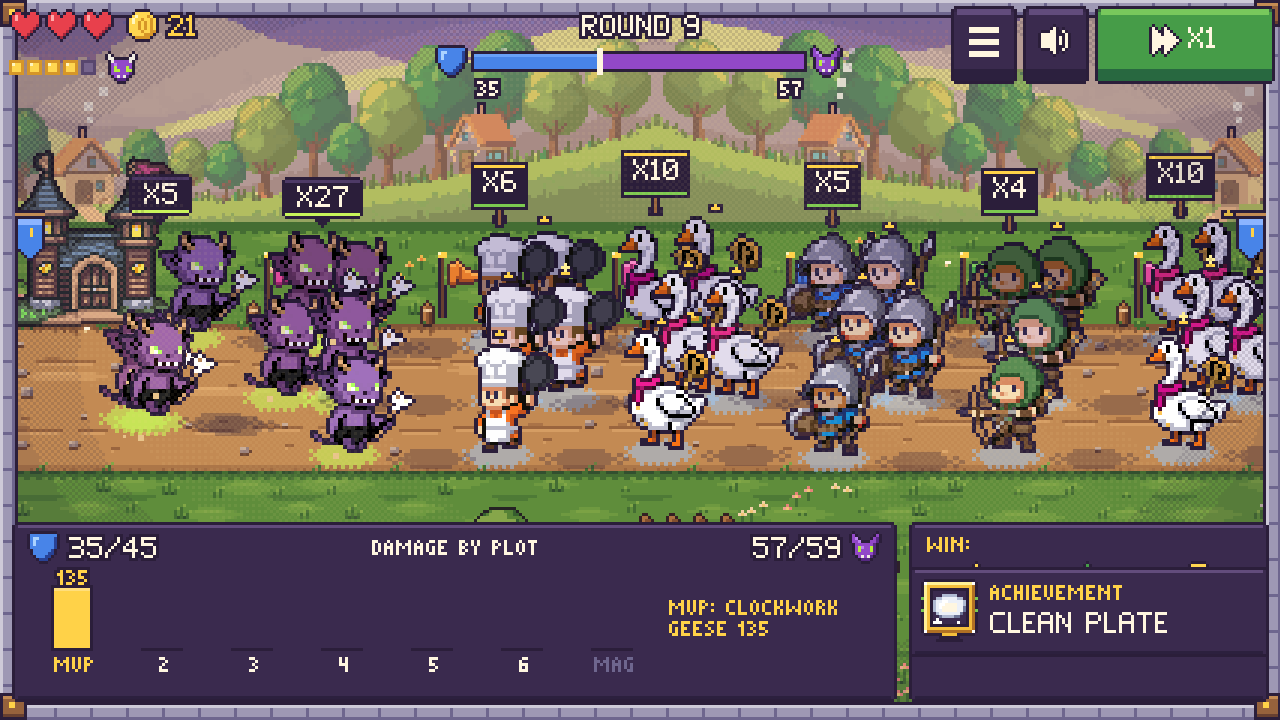 21
ROUND 9
X1
35
57
X5
X27
X6
X10
X5
X4
X10
35/45
DAMAGE BY PLOT
57/59
135
MVP: CLOCKWORK
GEESE 135
MVP
2
3
4
5
6
MAG
WIN:
ACHIEVEMENT
CLEAN PLATE